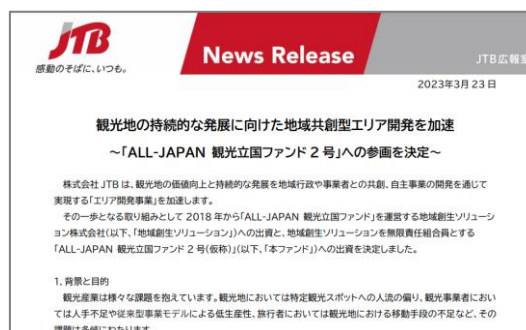 JTB
感動のそばに、いつも。
News Release
JTB広報室
2023年3月23日
観光地の持続的な発展に向けた地域共創型エリア開発を加速
～「ALL-JAPAN 観光立国ファンド2号」への参画を決定～
株式会社JTBは、観光地の価値向上と持続的な発展を地域行政や事業者との共創、自主事業の開発を通じて
実現する「エリア開発事業」を加速します。
その一歩となる取り組みとして2018年から「ALL-JAPAN 観光立国ファンド」を運営する地域創生ソリューシ
ョン株式会社(以下、「地域創生ソリューション」)への出資と、地域創生ソリューションを無限責任組合員とする
「ALL-JAPAN 観光立国ファンド2号(仮称)」(以下、「本ファンド」)への出資を決定しました。
1. 背景と目的
観光産業は様々な課題を抱えています。観光地においては特定観光スポットへの人流の偏り、観光事業者におい
ては人手不足や従来型事業モデルによる低生産性、旅行者においては観光地における移動手段の不足など、その
課題は多岐にわたります。